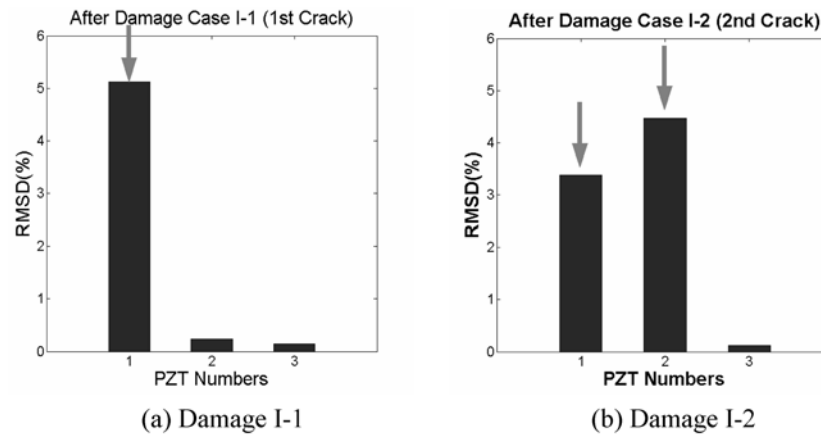 After Damage Case I-1 (1st Crack)
6
5
4
3
2
1
0
RMSD(%)
1 2 3
PZT Numbers
(a) Damage I-1
After Damage Case I-2 (2nd Crack)
6
5
4
3
2
1
0
RMSD(%)
1 2 3
PZT Numbers
(b) Damage I-2